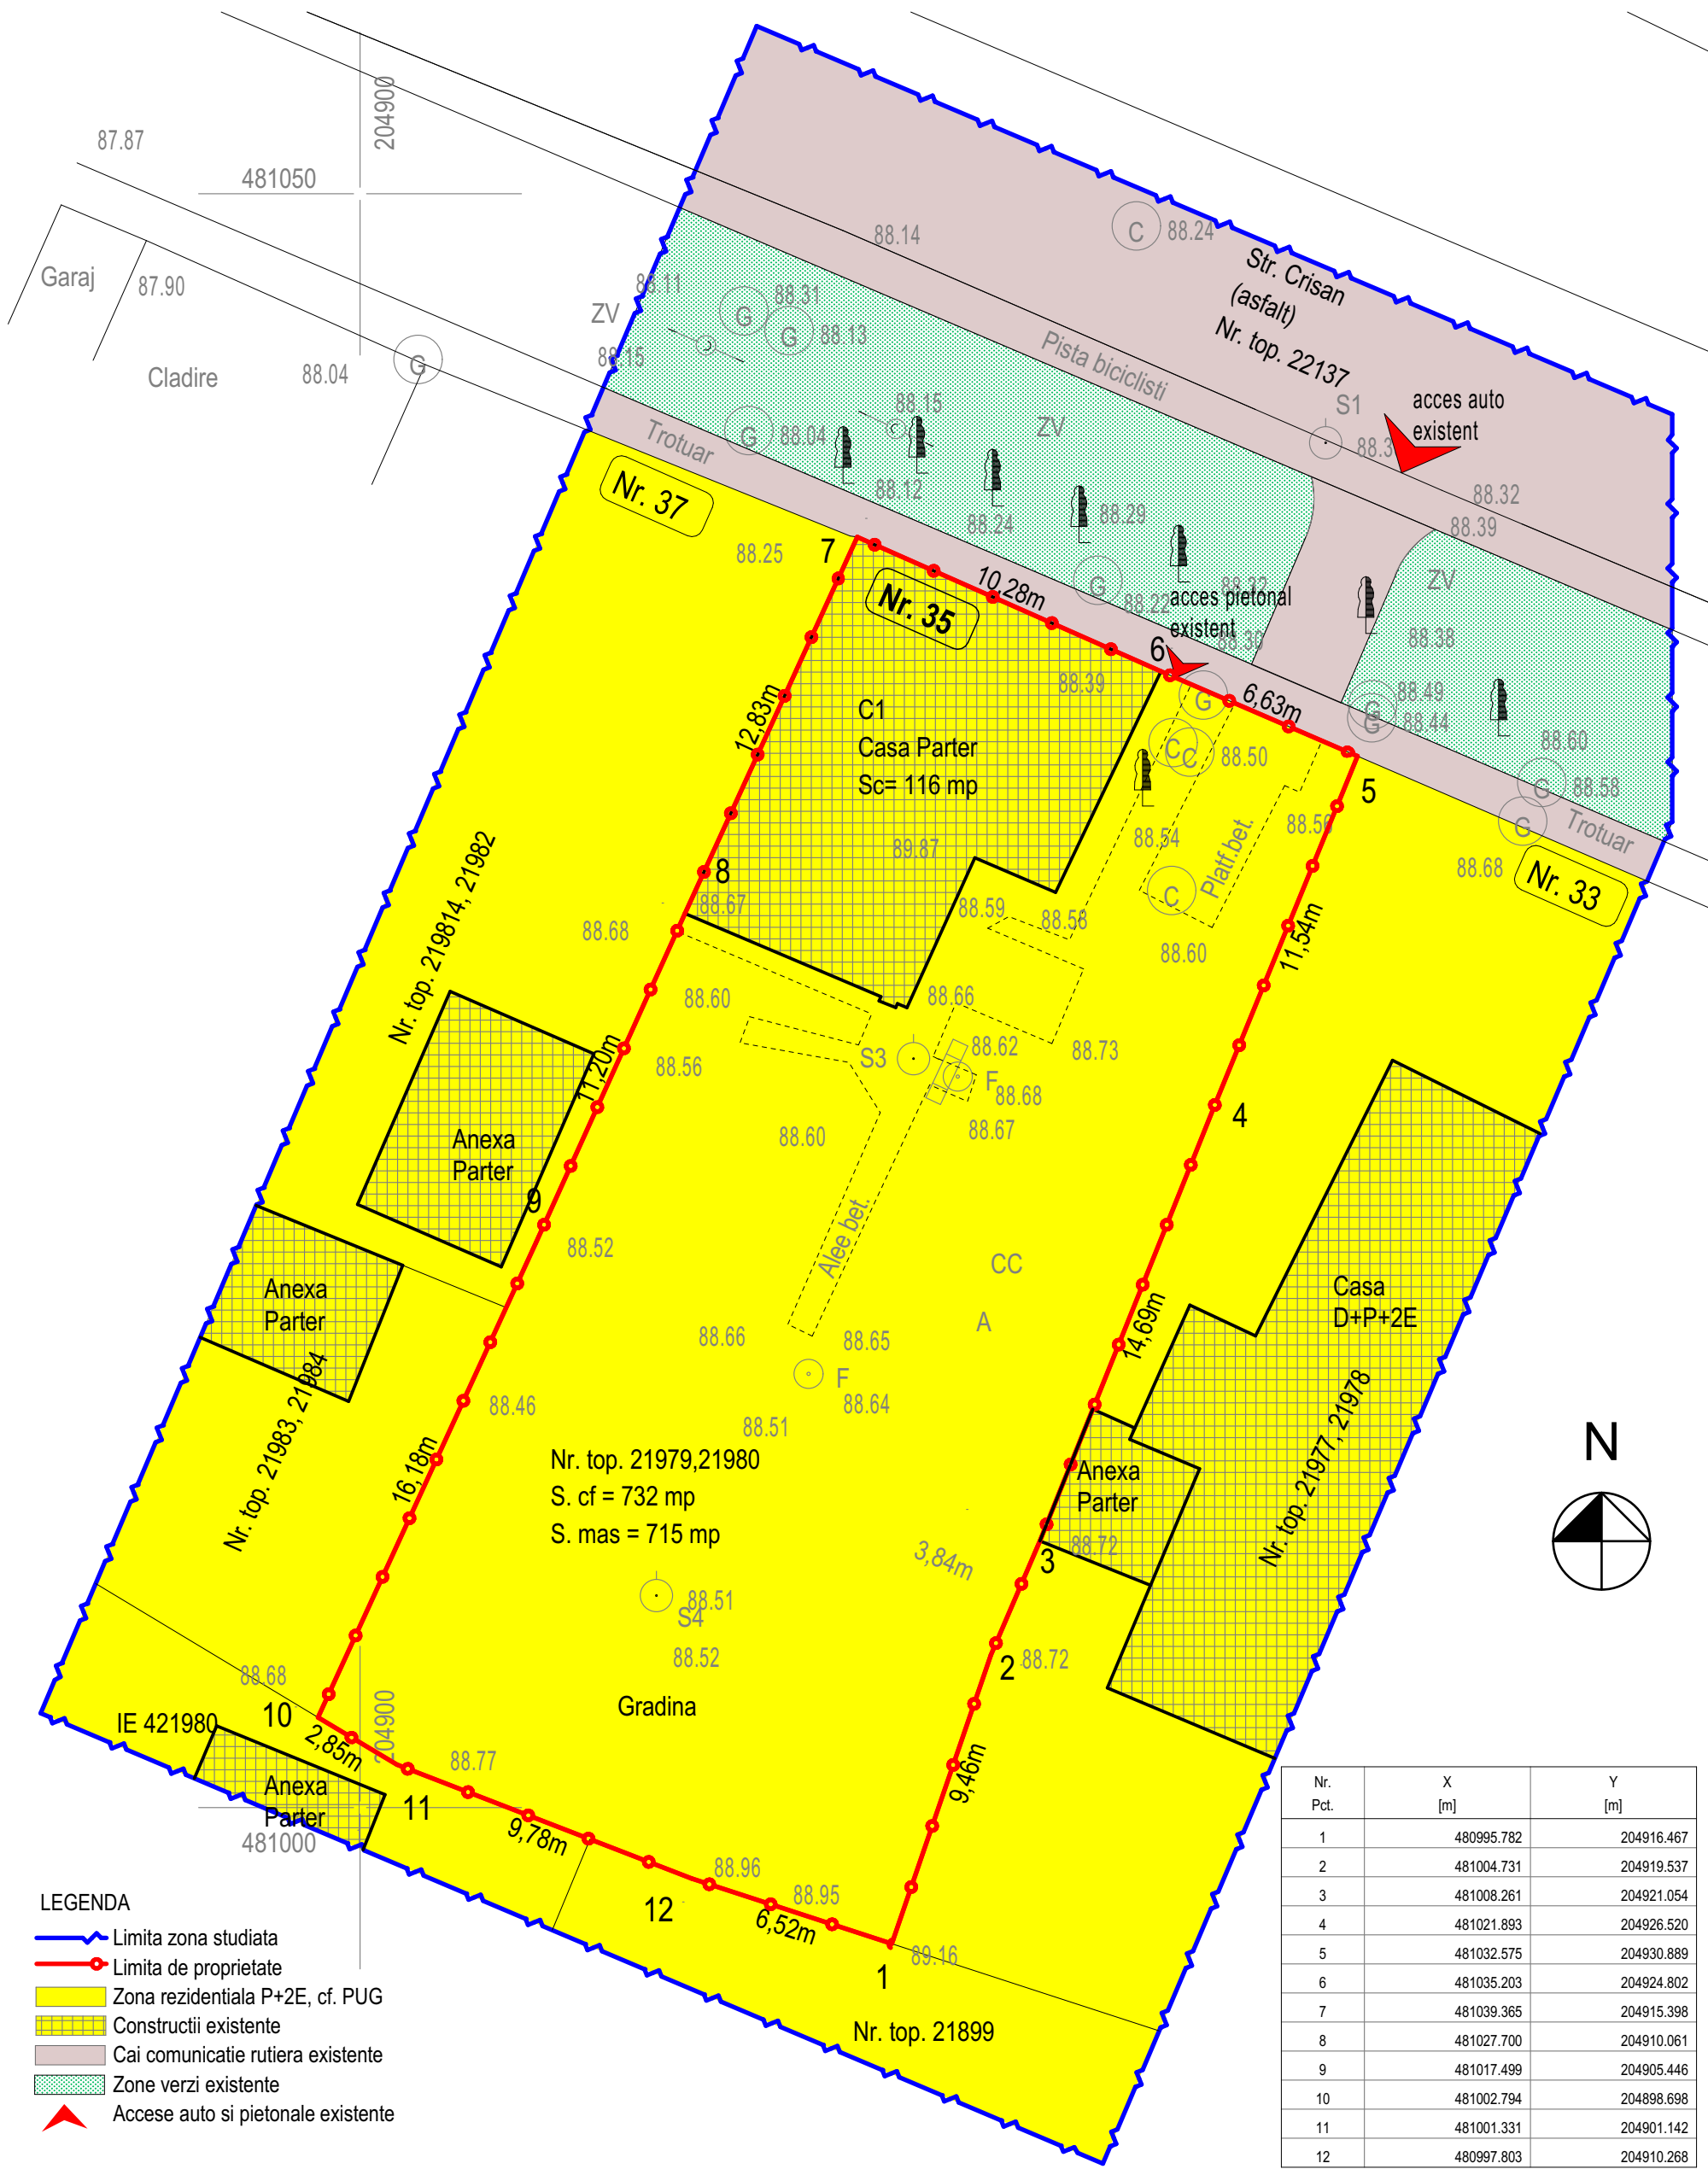 204900
87.87
481050
Garaj
87.90
Cladire
88.04
G
88.14
C
88.24
Str. Crisan
(asfalt)
Nr. top. 22137
88.11
ZV
88.31
G
G
88.13
88.15
Pista biciclisti
S1
acces auto
existent
88.15
ZV
88.32
88.39
Trotuar
G
88.04
88.12
88.24
88.29
Nr. 37
88.25
7
10,28m
G
88.22
acces pietonal
existent
88.30
ZV
88.38
Nr. 35
6
88.39
G
6,63m
88.49
G
G
88.44
C1
Casa Parter
Sc= 116 mp
12,83m
C
C
88.50
88.60
G
88.58
5
88.54
Platf.bet.
G
Trotuar
89.87
88.68
Nr. 33
8
88.67
88.68
88.59
88.58
C
11,54m
88.60
Nr. top. 219814, 21982
88.60
88.66
S3
88.62
88.73
88.56
11,20m
F
88.68
4
Anexa
Parter
88.60
88.67
9
88.52
Alee bet.
CC
Anexa
Parter
A
Casa
D+P+2E
88.66
88.65
14,69m
F
88.64
88.46
88.51
Nr. top. 21983, 21984
16,18m
Nr. top. 21979,21980
S. cf = 732 mp
S. mas = 715 mp
Anexa
Parter
Nr. top. 21977, 21978
N
88.72
3,84m
3
88.51
S4
88.52
88.72
2
Gradina
88.68
10
204900
IE 421980
2,85m
88.77
9,46m
Anexa
Parter
11
481000
9,78m
88.96
88.95
12
6,52m
89.16
1
Nr. top. 21899
LEGENDA
Limita zona studiata
Limita de proprietate
Zona rezidentiala P+2E, cf. PUG
Constructii existente
Cai comunicatie rutiera existente
Zone verzi existente
Accese auto si pietonale existente
Nr. Pct. X [m] Y [m]
1 480995.782 204916.467
2 481004.731 204919.537
3 481008.261 204921.054
4 481021.893 204926.520
5 481032.575 204930.889
6 481035.203 204924.802
7 481039.365 204915.398
8 481027.700 204910.061
9 481017.499 204905.446
10 481002.794 204898.698
11 481001.331 204901.142
12 480997.803 204910.268